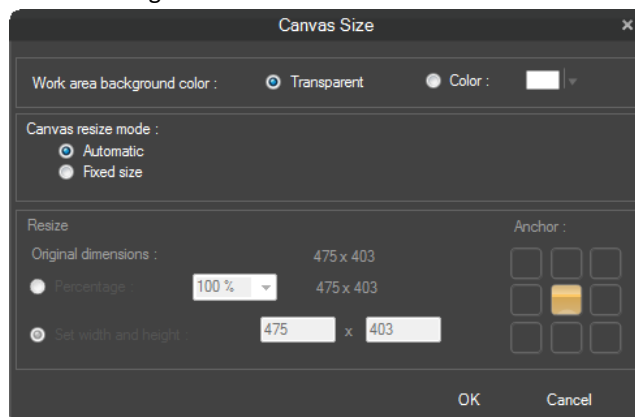 Canvas Size
Work area background color : Transparent Color :
Canvas resize mode :
Automatic
Fixed size
Resize Anchor :
Original dimensions : 475 x 403
Percentage : 100 % 475 x 403
Set width and height : 475 x 403
OK Cancel